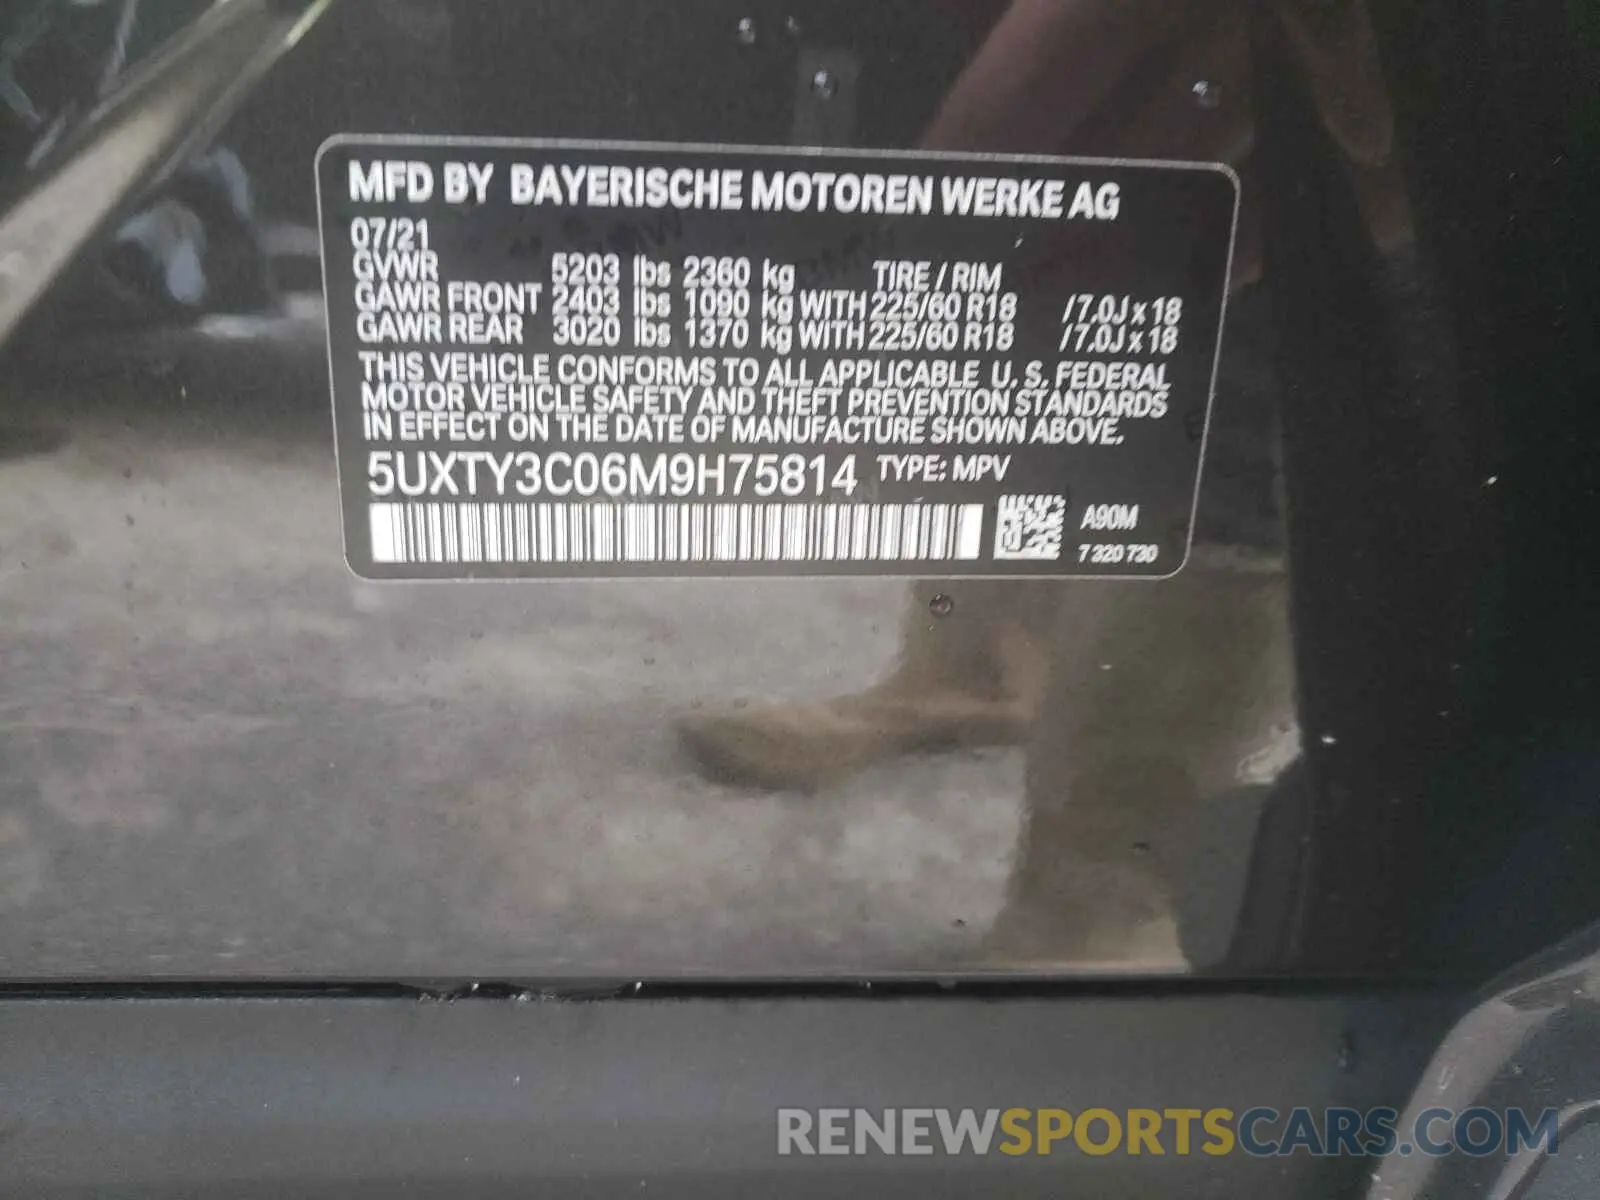 MFD BY BAYERISCHE MOTOREN WERKE AG
07/21
GVWR 5203 lbs 2360 kg TIRE / RIM
GAWR FRONT 2403 lbs 1090 kg WITH 225/60 R18 / 7.0J x 18
GAWR REAR 3020 lbs 1370 kg WITH 225/60 R18 / 7.0J x 18
THIS VEHICLE CONFORMS TO ALL APPLICABLE U. S. FEDERAL
MOTOR VEHICLE SAFETY AND THEFT PREVENTION STANDARDS
IN EFFECT ON THE DATE OF MANUFACTURE SHOWN ABOVE.
5UXTY3C06M9H75814 TYPE: MPV
A90M
7 320 730
RENEWSPORTSCARS.COM